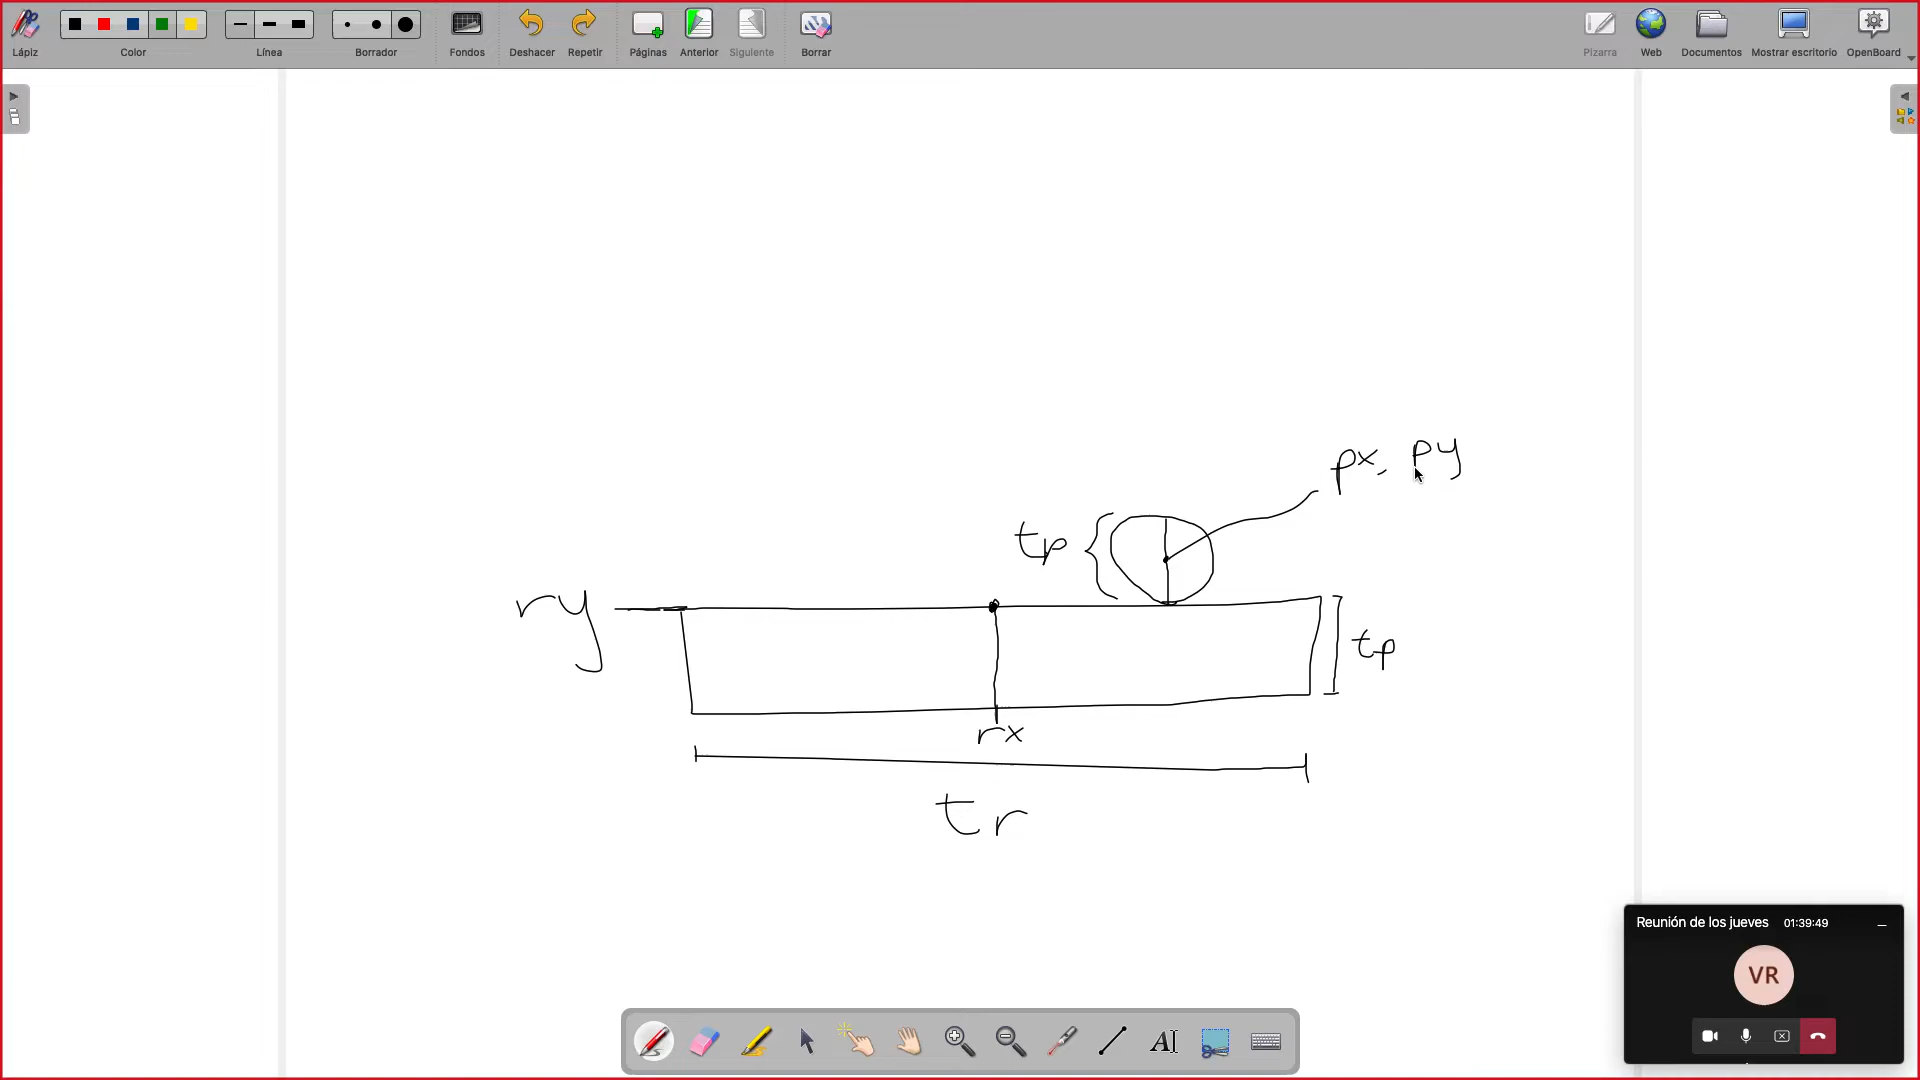 Lápiz
Color
Línea
Borrador
Fondos
Deshacer
Repetir
Páginas
Anterior
Siguiente
Borrar
Pizarra
Web
Documentos
Mostrar escritorio
OpenBoard
px, py
tp
ry
tp
rx
tr
Reunión de los jueves 01:39:49
VR
AI